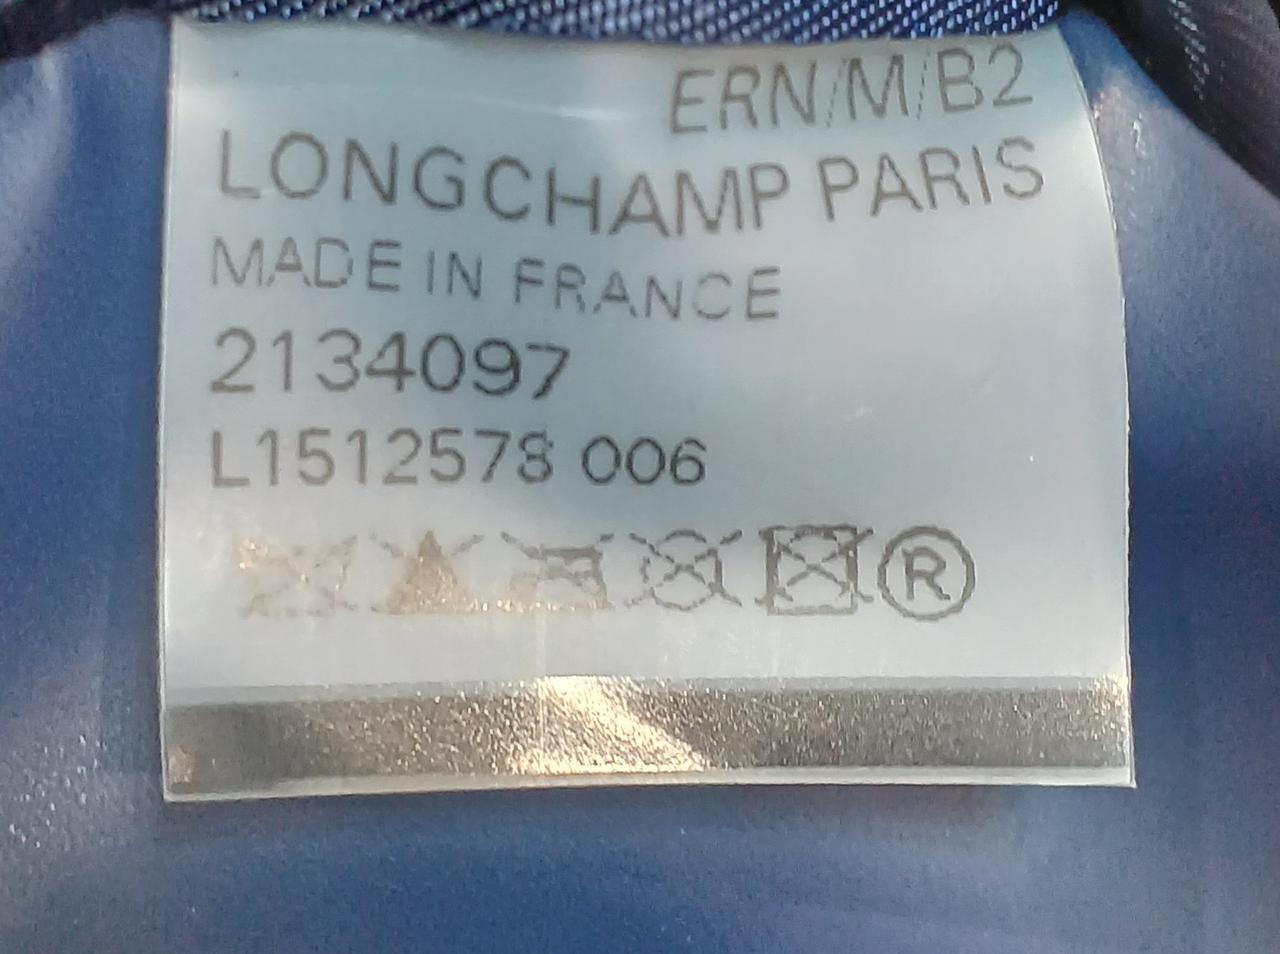 ERN/M/B2
LONGCHAMP PARIS
MADE IN FRANCE
2134097
L1512578 006
®